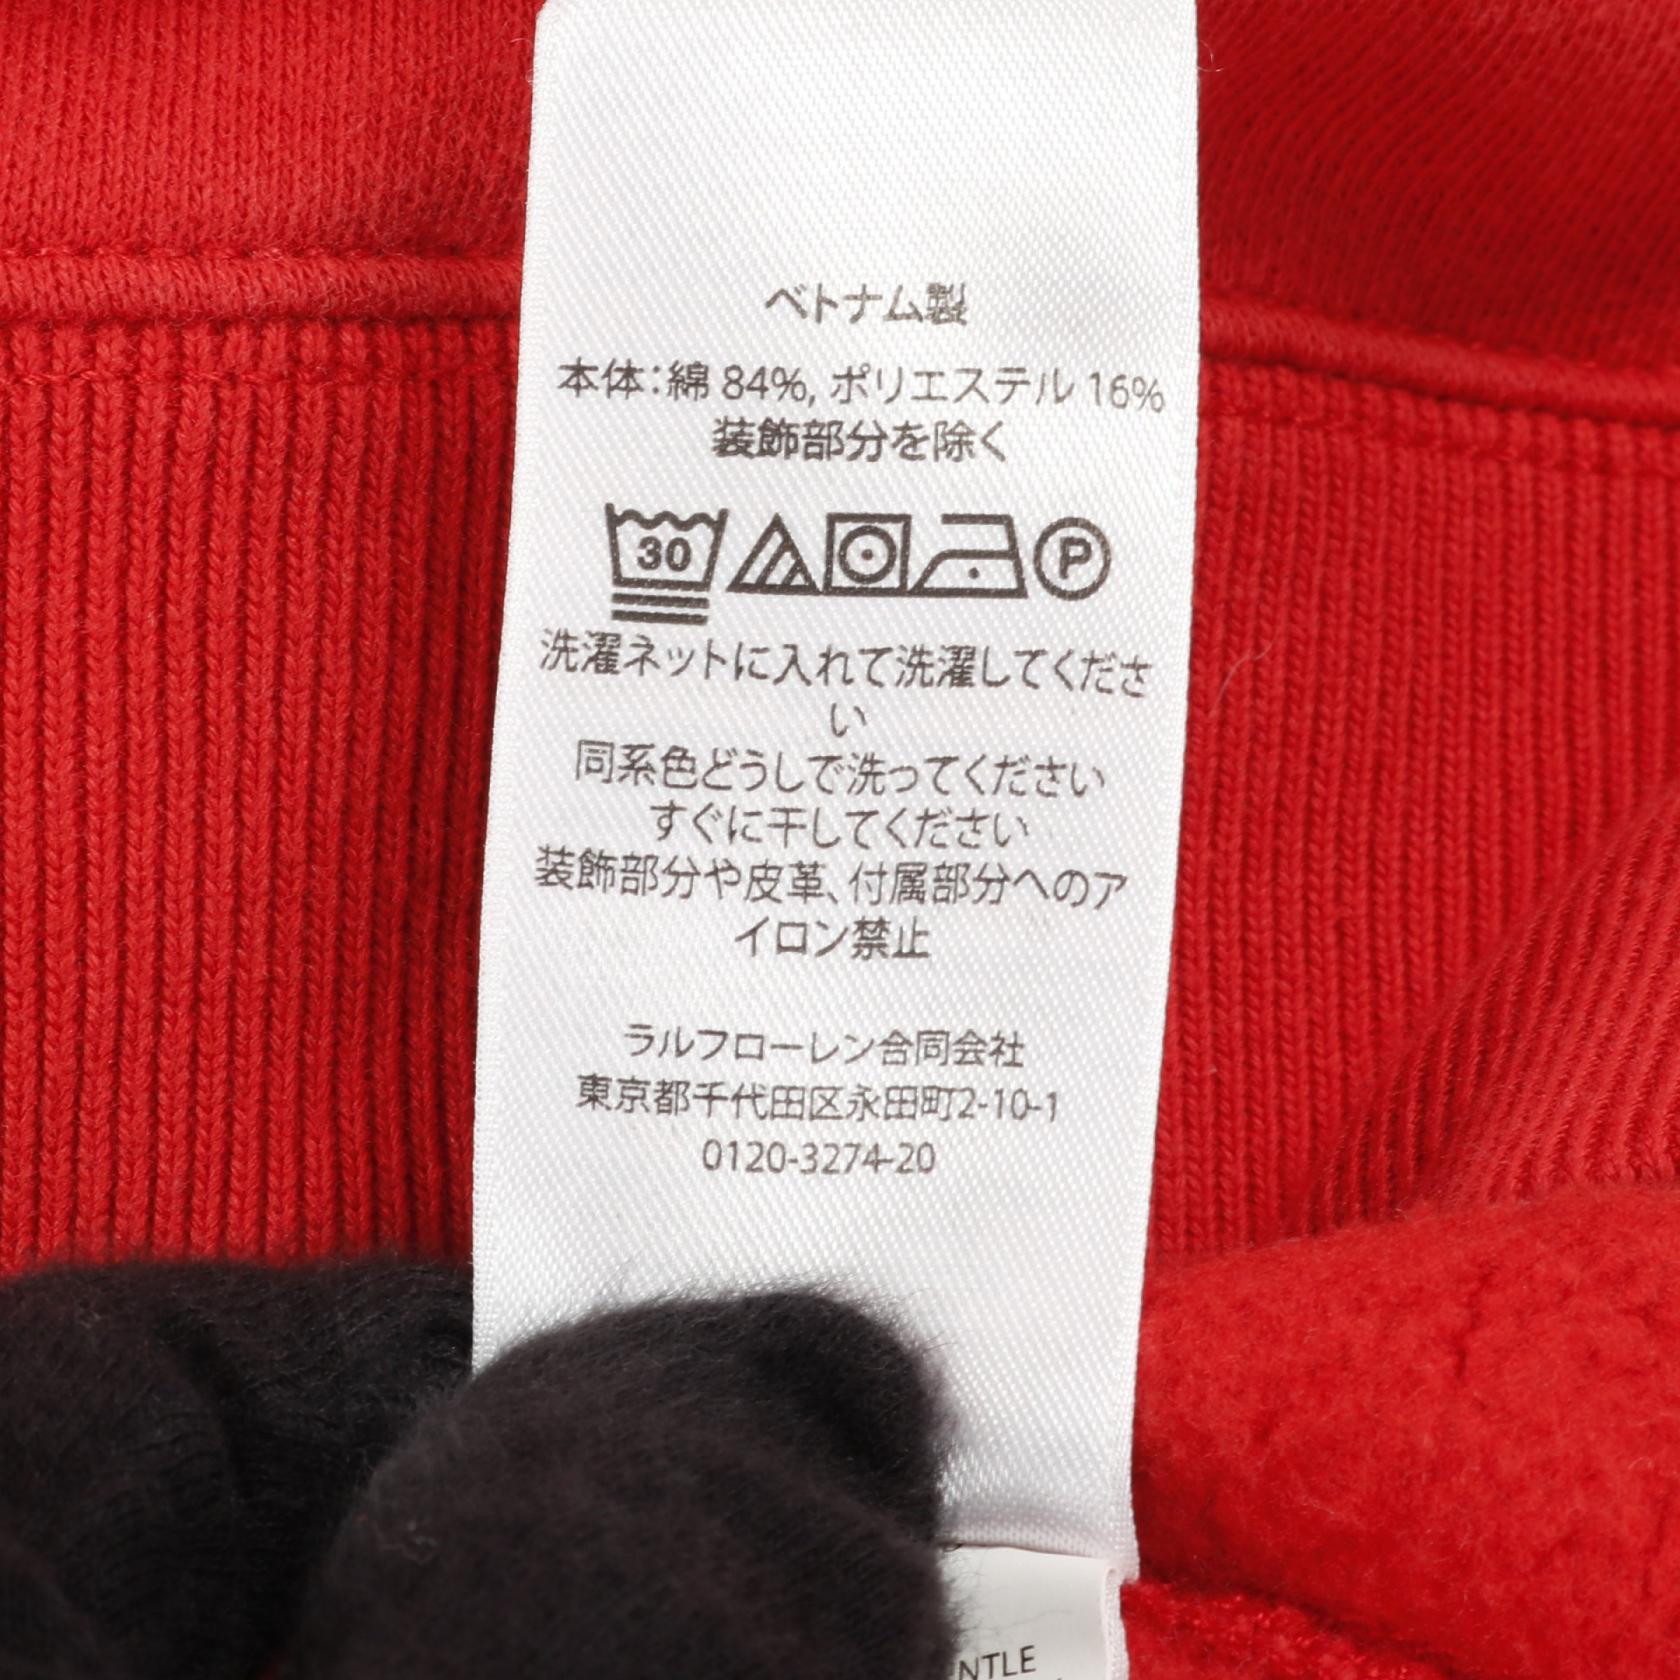 ベトナム製
本体:綿 84%, ポリエステル 16%
装飾部分を除く
30 P
洗濯ネットに入れて洗濯してくださ
い
同系色どうしで洗ってください
すぐに干してください
装飾部分や皮革、付属部分へのア
イロン禁止
ラルフローレン合同会社
東京都千代田区永田町2-10-1
0120-3274-20